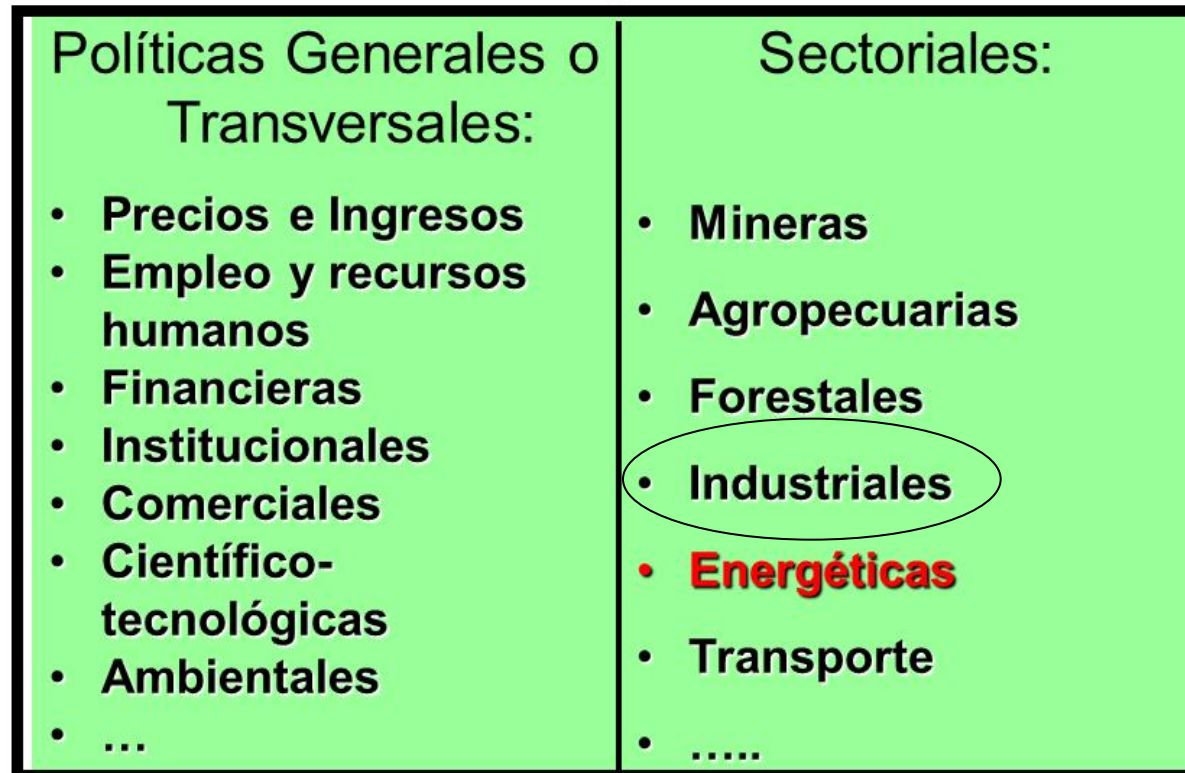 Políticas Generales o
Transversales:
• Precios e Ingresos
• Empleo y recursos
humanos
• Financieras
• Institucionales
• Comerciales
• Científico-
tecnológicas
• Ambientales
• …
Sectoriales:
• Mineras
• Agropecuarias
• Forestales
• Industriales
• Energéticas
• Transporte
• …..